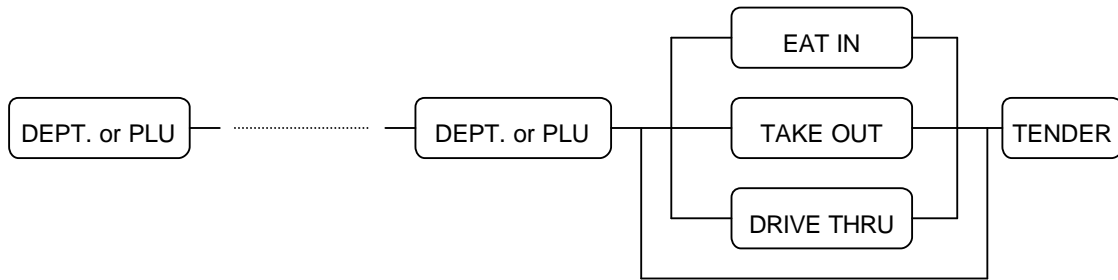 EAT IN
DEPT. or PLU
DEPT. or PLU
TAKE OUT
TENDER
DRIVE THRU